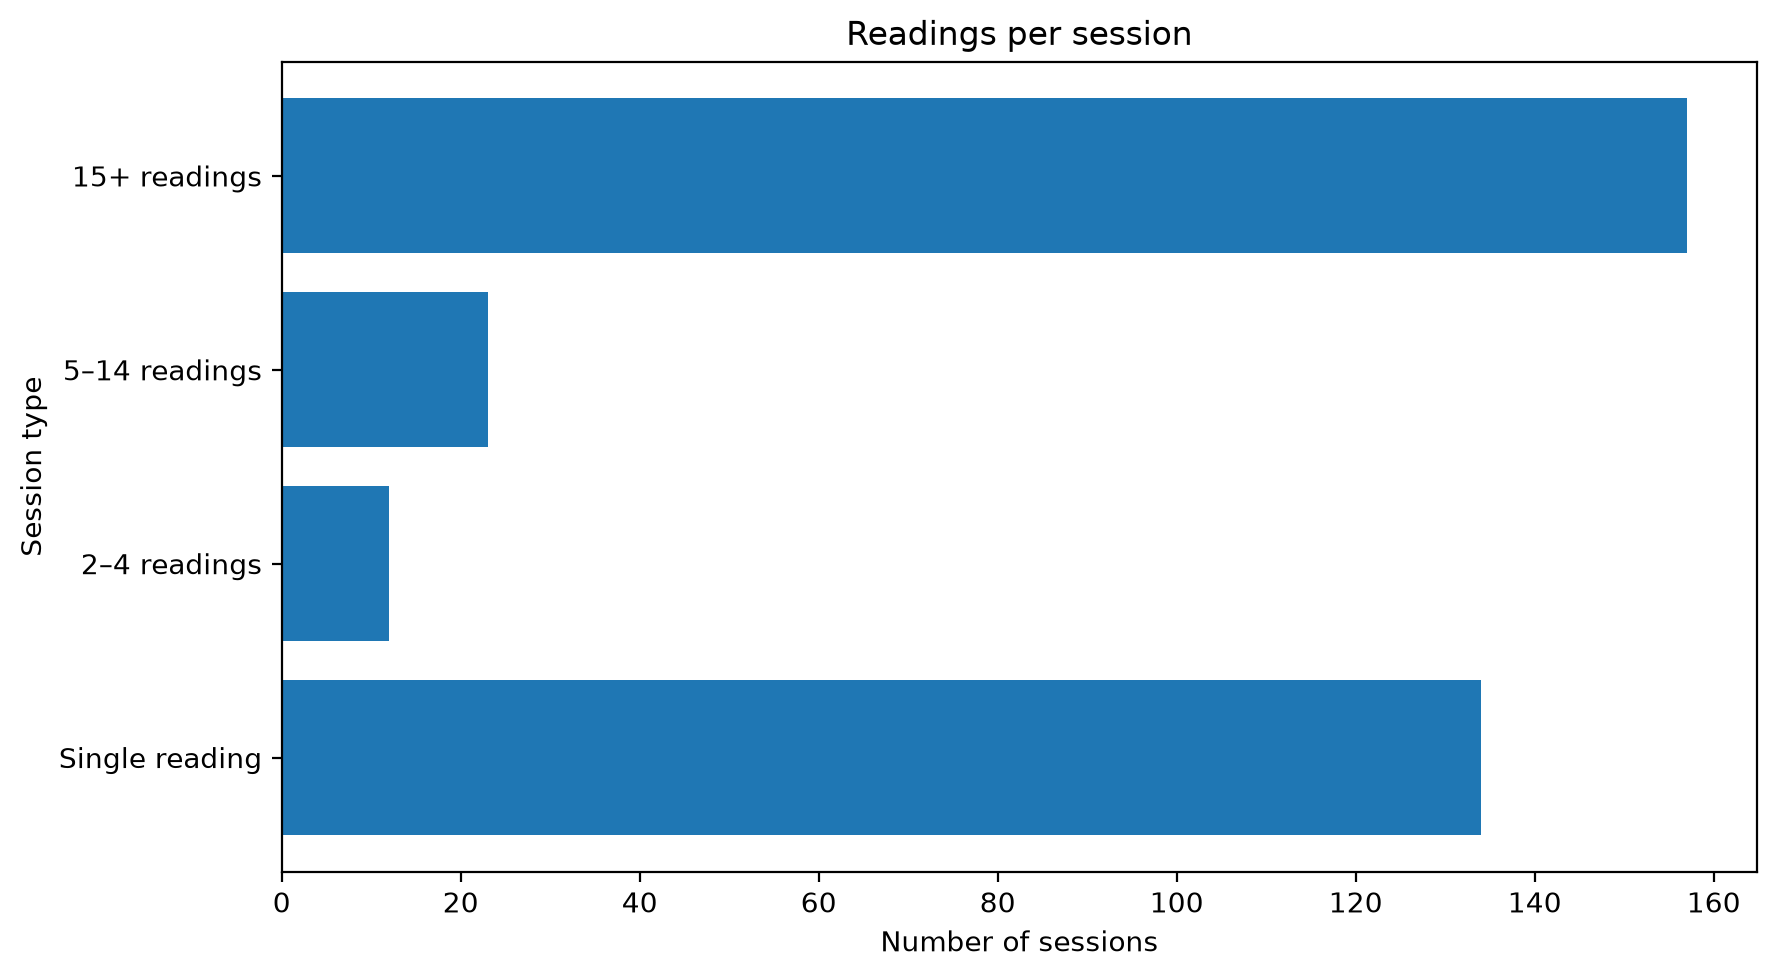 Readings per session
Session type
15+ readings
5–14 readings
2–4 readings
Single reading
0 20 40 60 80 100 120 140 160
Number of sessions